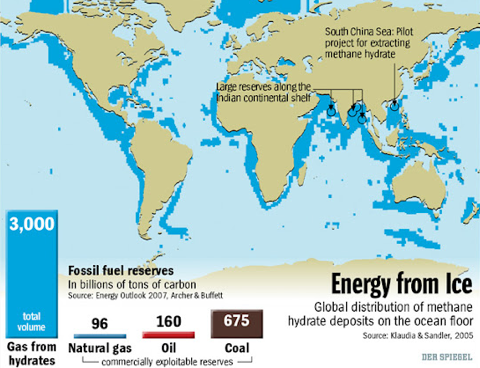 South China Sea: Pilot
project for extracting
methane hydrate
Large reserves along the
Indian continental shelf
3,000
total
volume
Gas from
hydrates
Fossil fuel reserves
In billions of tons of carbon
Source: Energy Outlook 2007, Archer & Buffett
96
Natural gas
160
Oil
675
Coal
commercially exploitable reserves
Energy from Ice
Global distribution of methane
hydrate deposits on the ocean floor
Source: Klaudia & Sandler, 2005
DER SPIEGEL